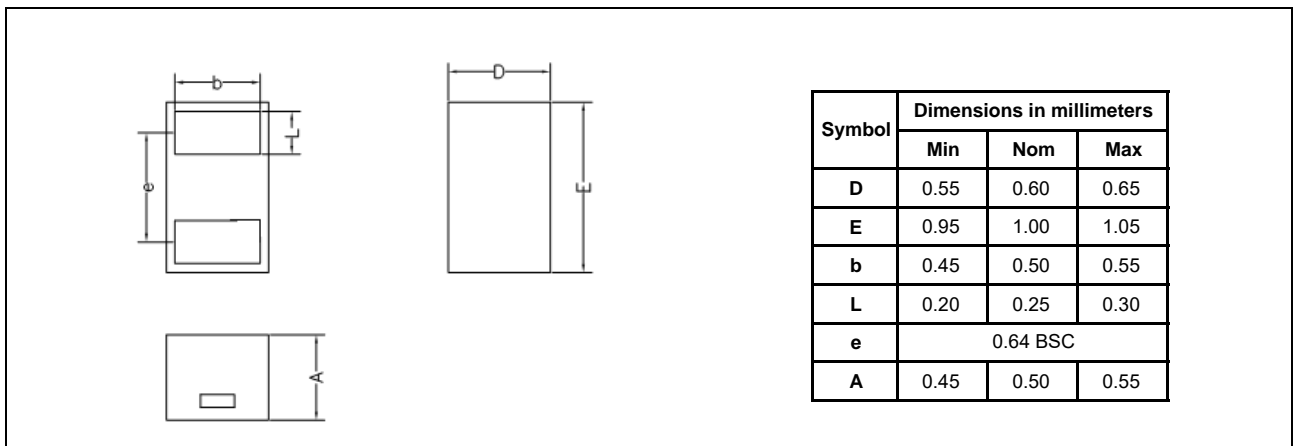 b
L
e
D
E
A
Symbol Dimensions in millimeters
Min Nom Max
D 0.55 0.60 0.65
E 0.95 1.00 1.05
b 0.45 0.50 0.55
L 0.20 0.25 0.30
e 0.64 BSC
A 0.45 0.50 0.55